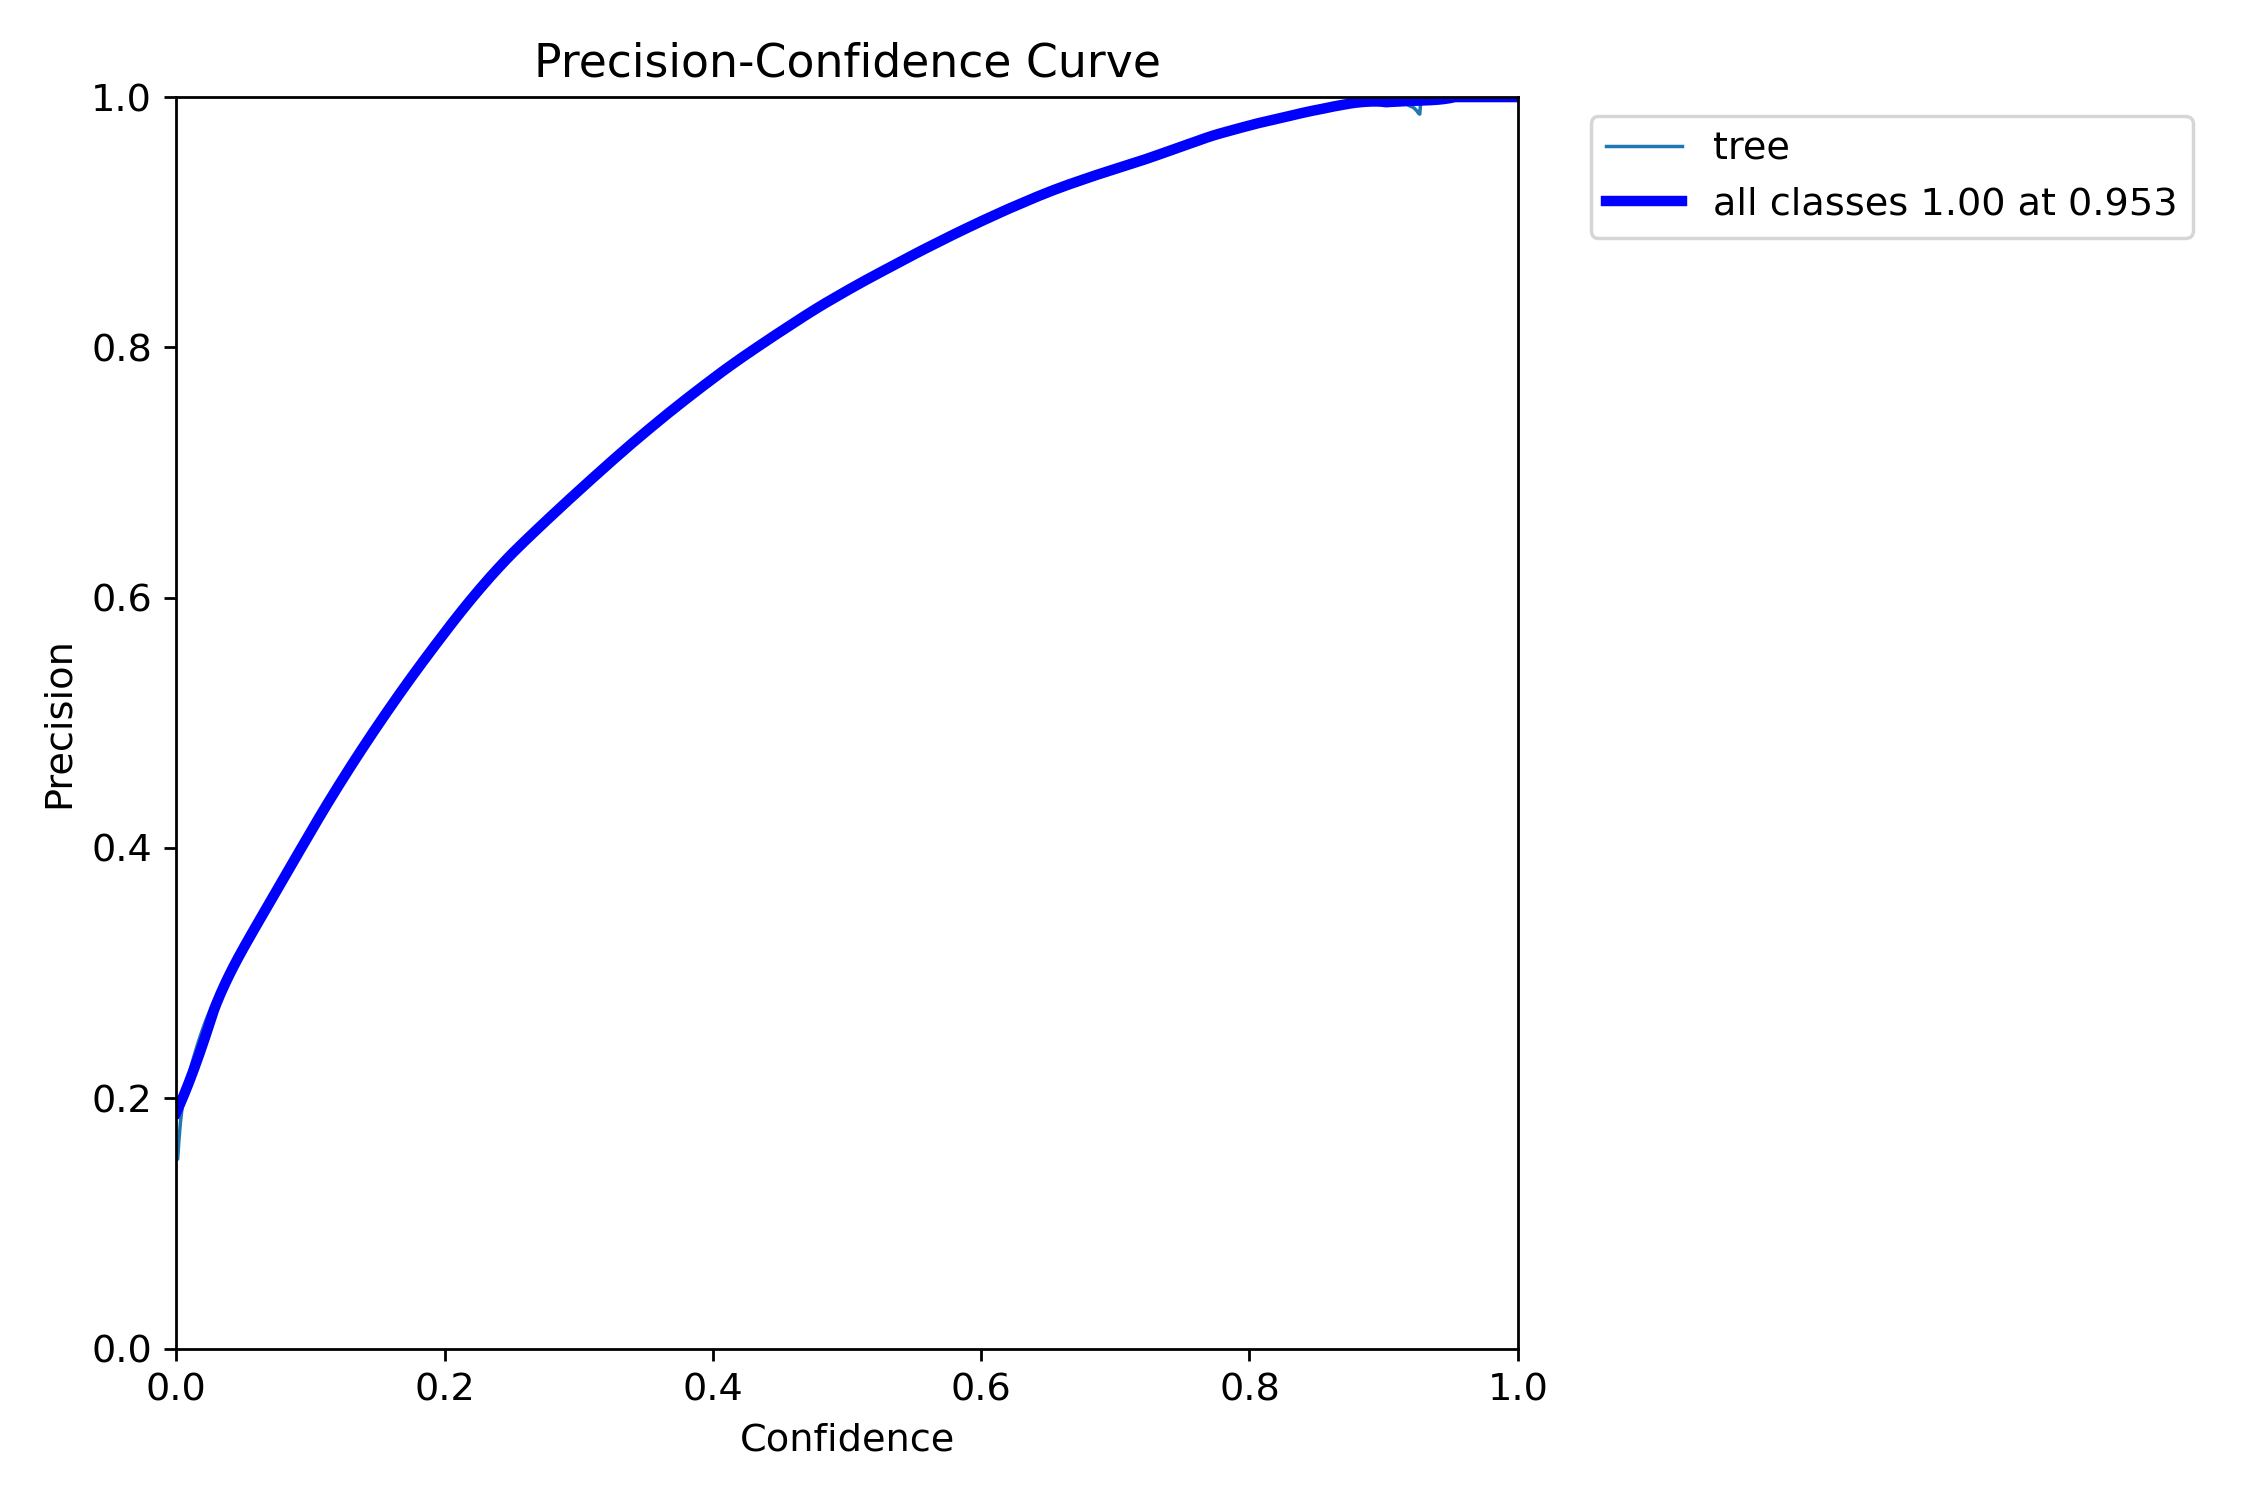 Precision-Confidence Curve
1.0
0.8
0.6
0.4
0.2
0.0
Precision
0.0 0.2 0.4 0.6 0.8 1.0
Confidence
tree
all classes 1.00 at 0.953